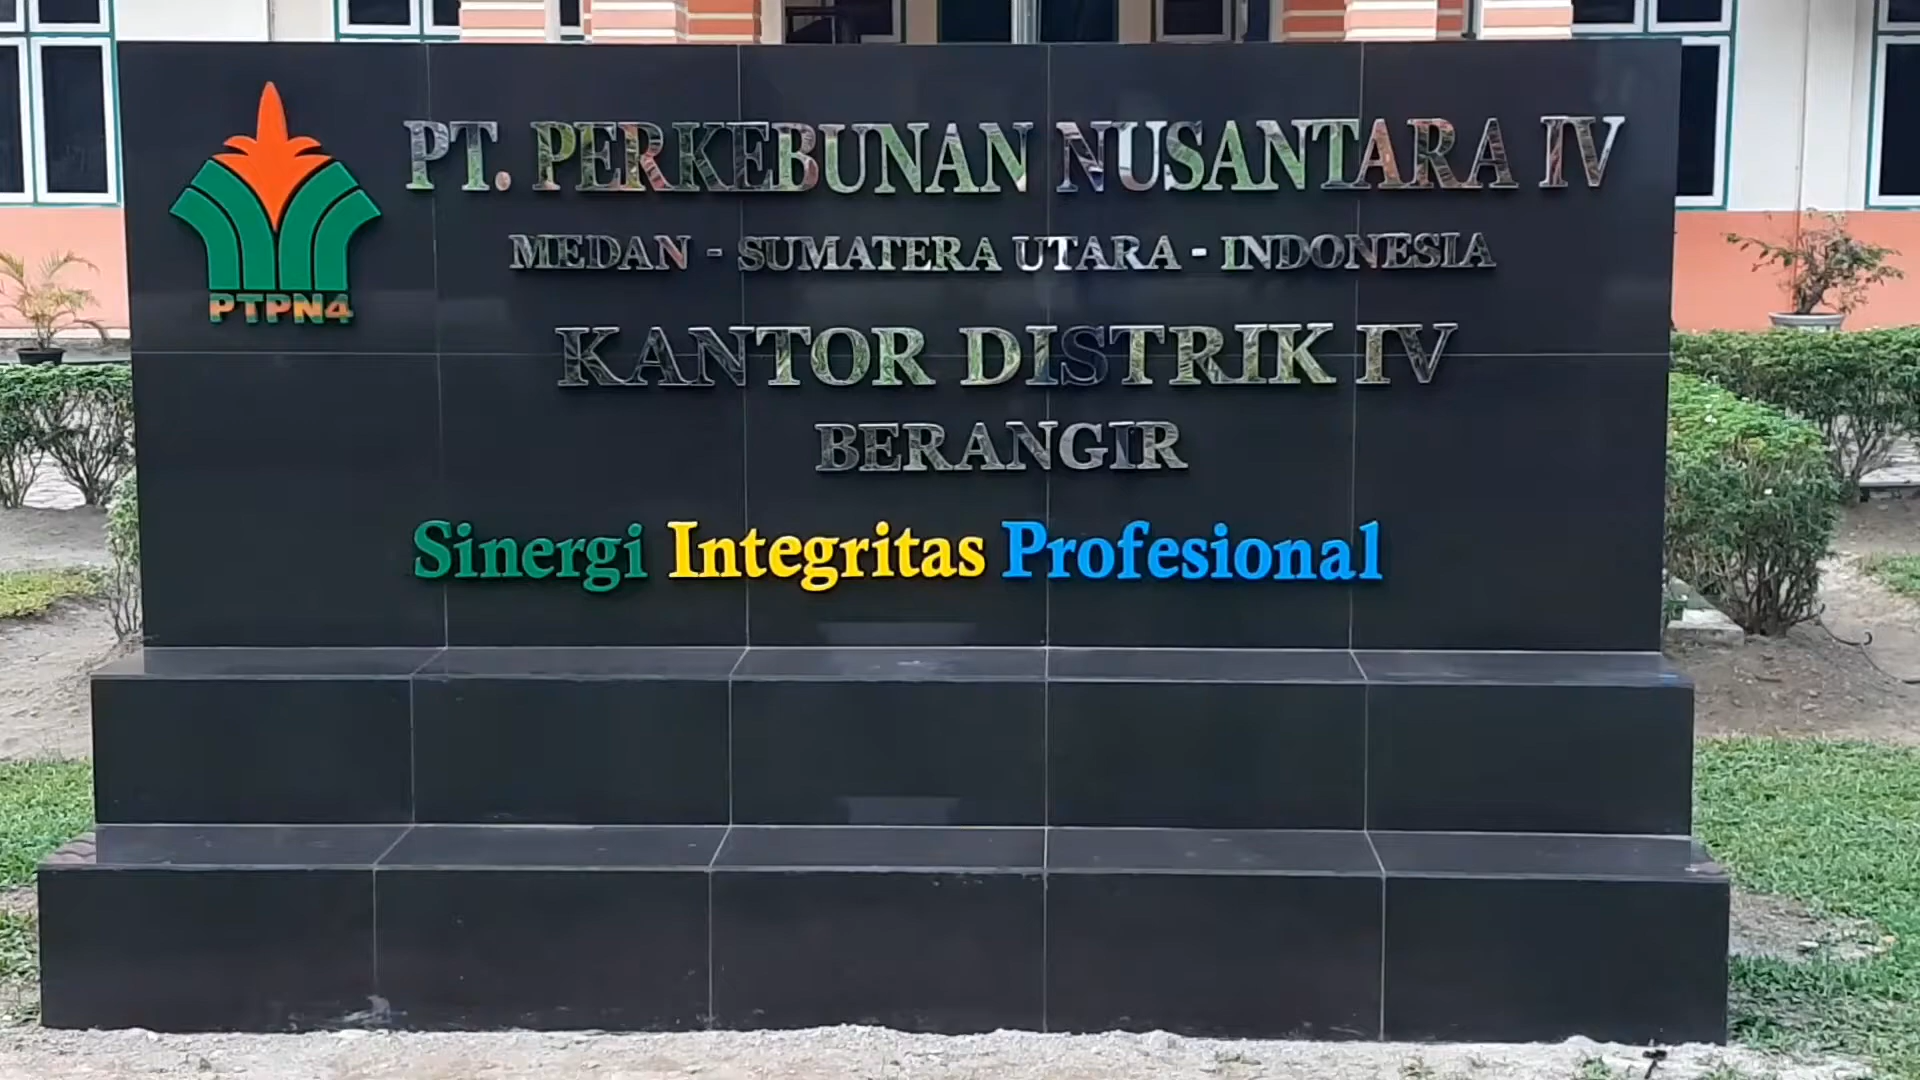 PT. PERKEBUNAN NUSANTARA IV
MEDAN - SUMATERA UTARA - INDONESIA
PTPN4
KANTOR DISTRIK IV
BERANGIR
Sinergi Integritas Profesional